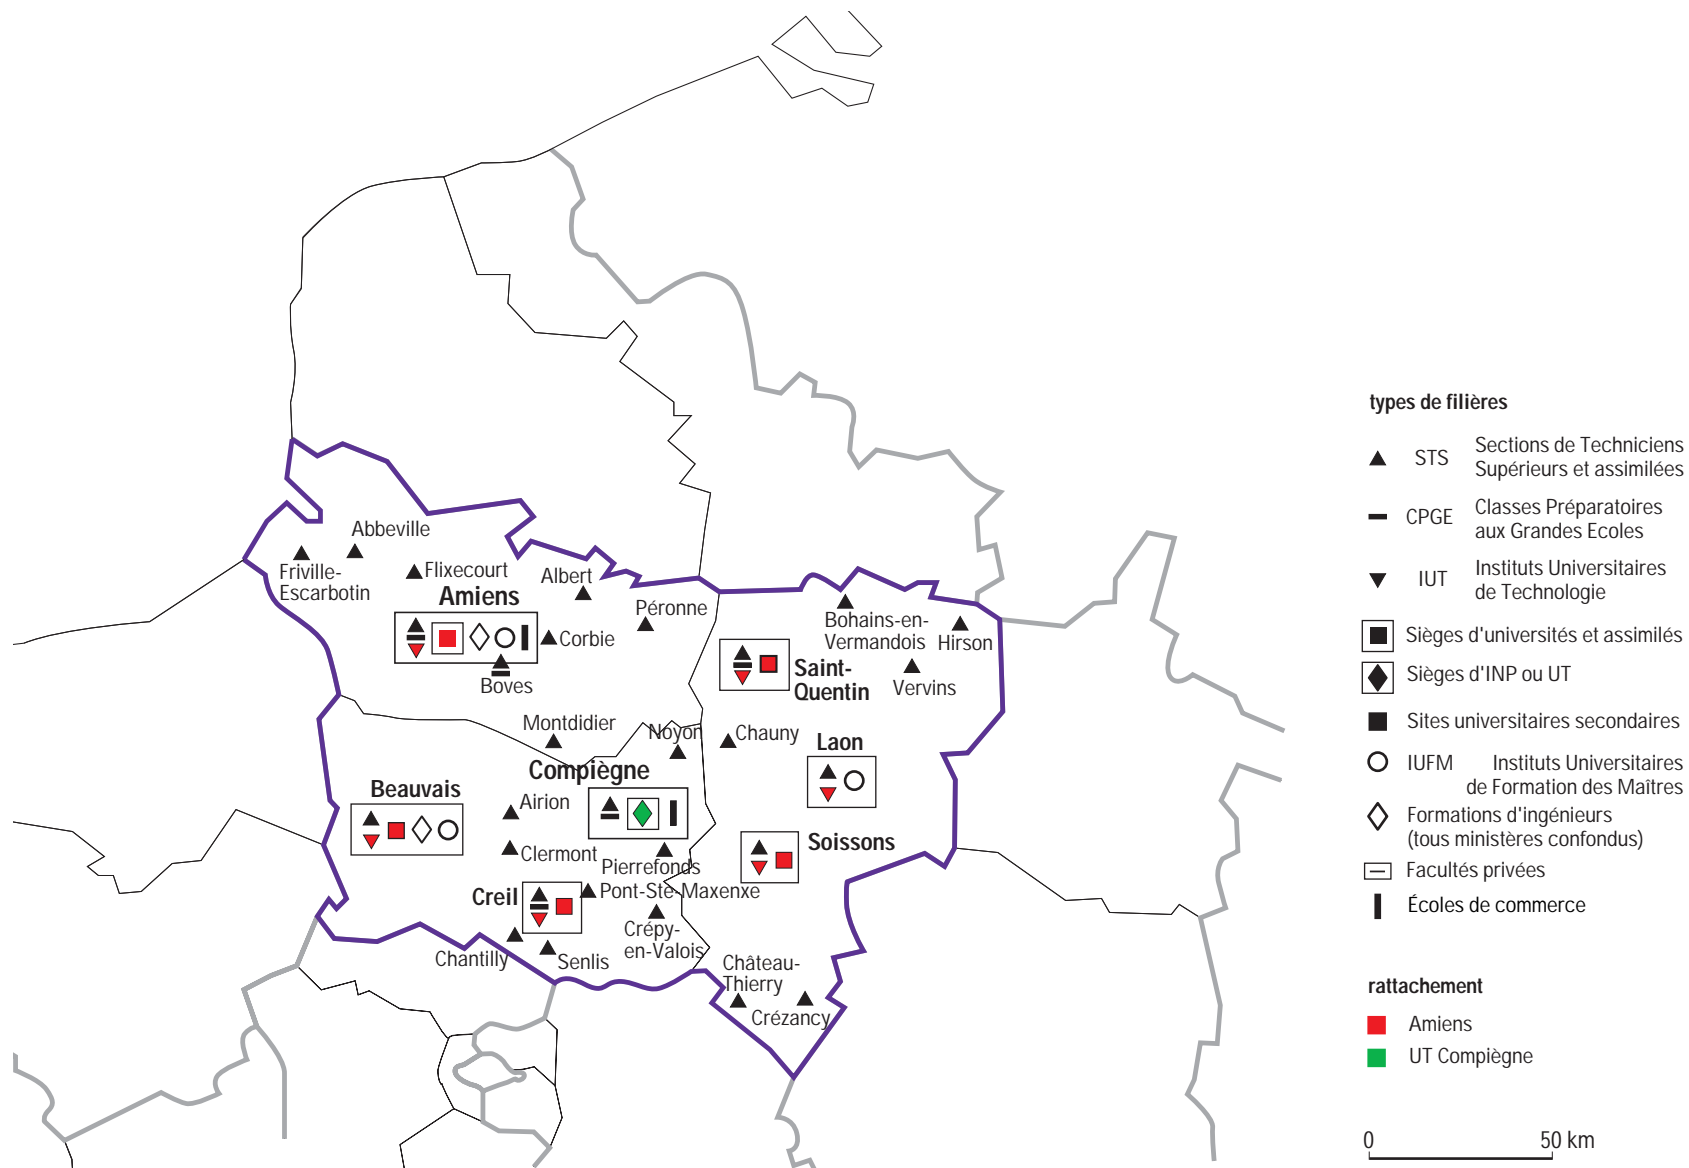 Abbeville
Friville-
Escarbotin
Flixecourt
Amiens
Albert
Péronne
Corbie
Boves
Bohains-en-
Vermandois
Hirson
Saint-
Quentin
Vervins
Montdidier
Noyon
Chauny
Laon
Compiègne
Beauvais
Airion
Clermont
Pierrefonds
Soissons
Creil
Pont-Ste-Maxenxe
Crépy-
en-Valois
Chantilly
Senlis
Château-
Thierry
Crézancy
types de filières
STS Sections de Techniciens
Supérieurs et assimilées
CPGE Classes Préparatoires
aux Grandes Ecoles
IUT Instituts Universitaires
de Technologie
Sièges d'universités et assimilés
Sièges d'INP ou UT
Sites universitaires secondaires
IUFM Instituts Universitaires
de Formation des Maîtres
Formations d'ingénieurs
(tous ministères confondus)
Facultés privées
Écoles de commerce
rattachement
Amiens
UT Compiègne
0 50 km